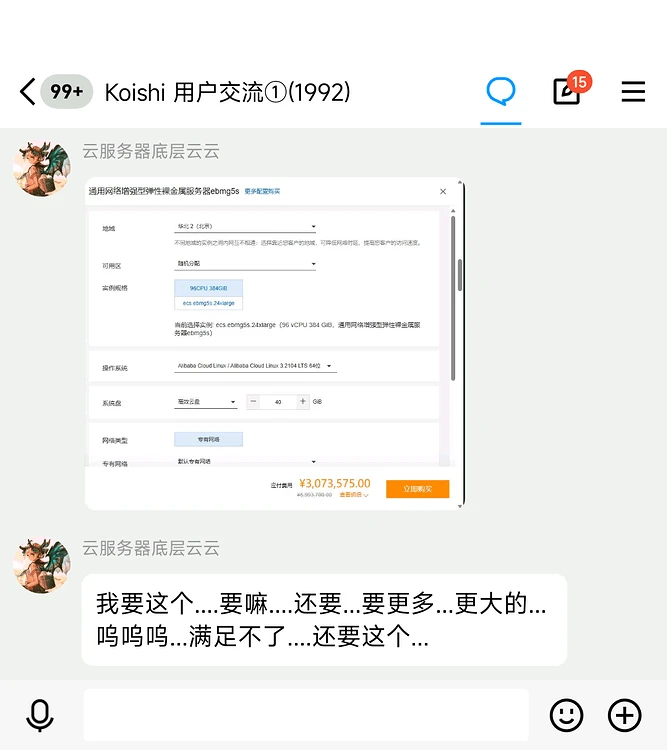 99+
Koishi 用户交流①(1992)
15
云服务器底层云云
通用网络增强型弹性裸金属服务器ebmg5s 更多配置购买
地域
华北 2(北京)
不同地域的实例之间内网互不相通;选择靠近您客户的地域,可降低网络时延、提高您客户的访问速度。
可用区
随机分配
实例规格
96CPU 384GiB
ecs.ebmg5s.24xlarge
当前选择实例: ecs.ebmg5s.24xlarge(96 vCPU 384 GiB,通用网络增强型弹性裸金属服
务器ebmg5s)
操作系统
Alibaba Cloud Linux / Alibaba Cloud Linux 3.2104 LTS 64位
系统盘
高效云盘
40
GiB
网络类型
专有网络
专有网络
默认专有网络
应付费用
¥3,073,575.00
立即购买
云服务器底层云云
我要这个....要嘛....还要...要更多...更大的...
呜呜呜...满足不了....还要这个...